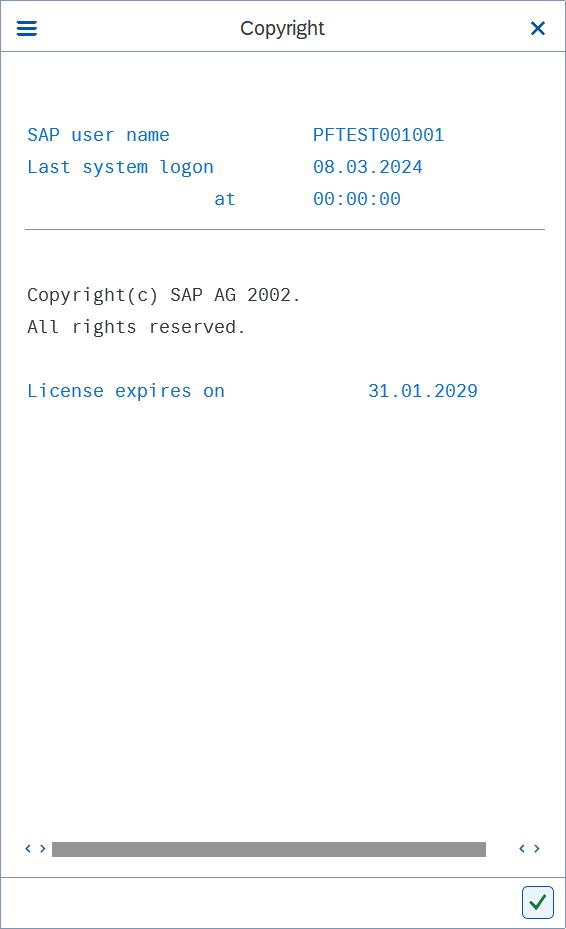 Copyright
SAP user name PFTEST001001
Last system logon 08.03.2024
at 00:00:00
Copyright(c) SAP AG 2002.
All rights reserved.
License expires on 31.01.2029